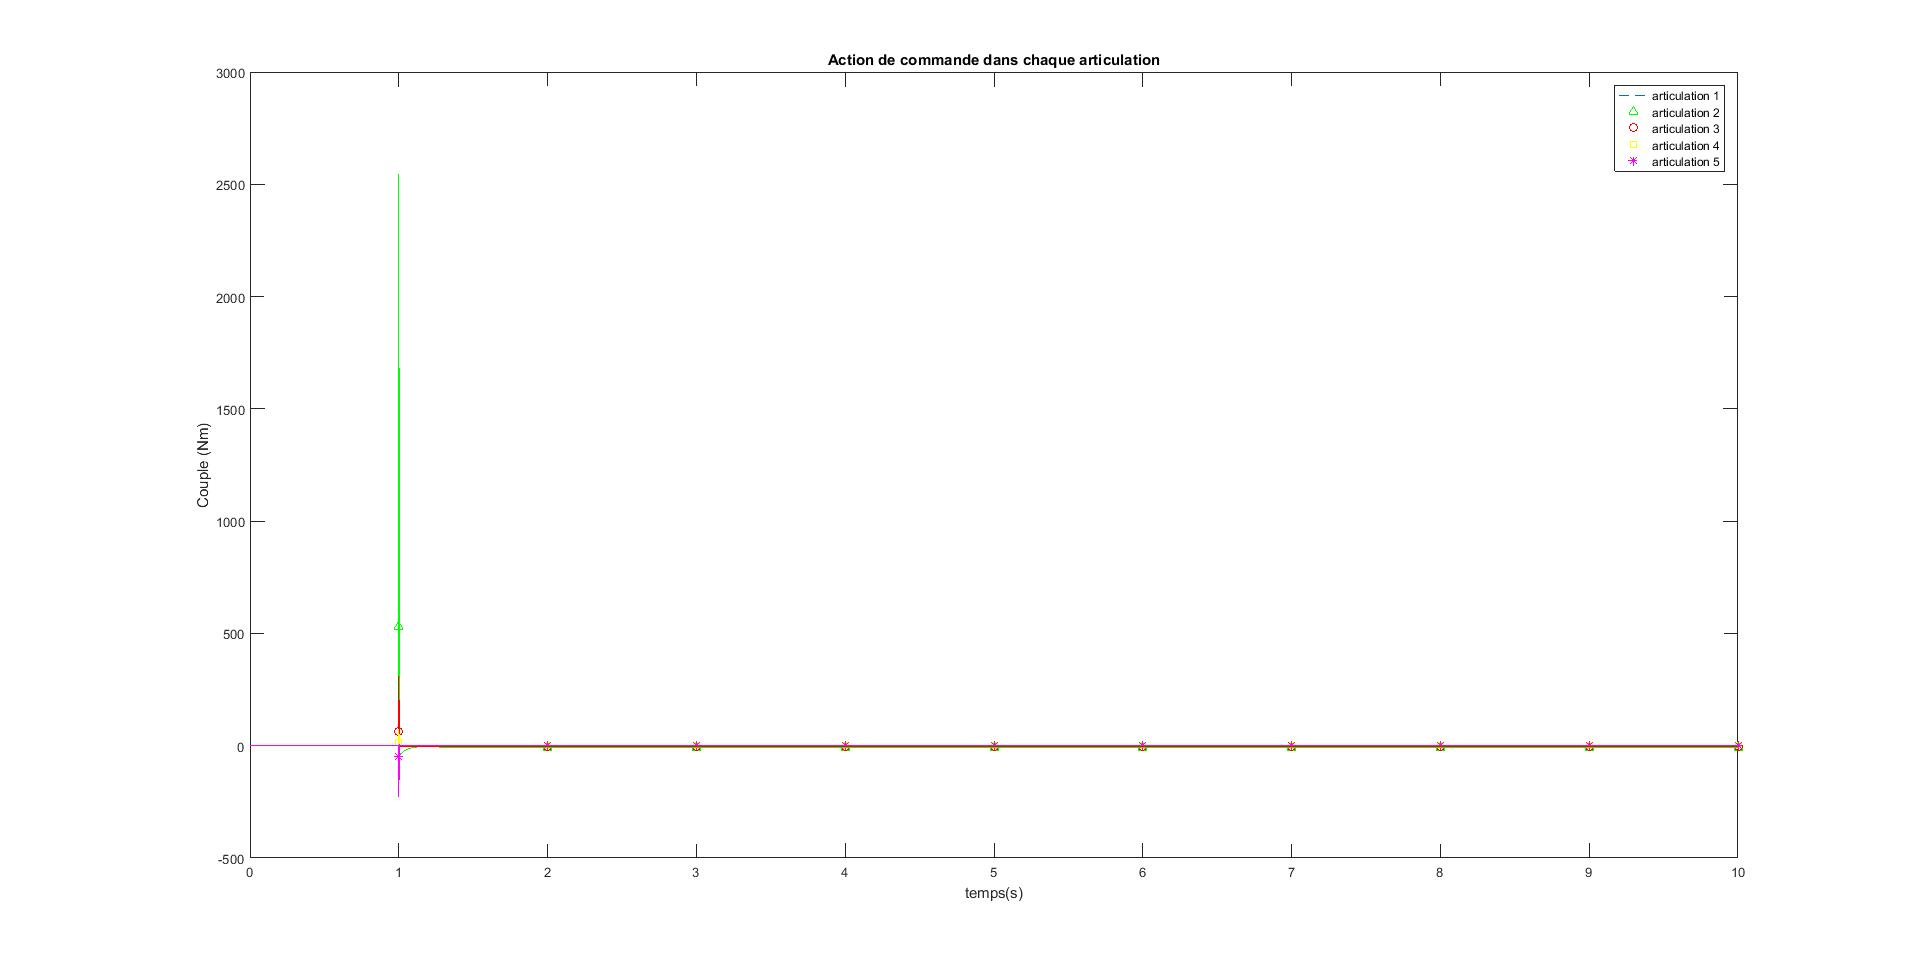 Action de commande dans chaque articulation
3000
2500
2000
1500
1000
500
0
-500
Couple (Nm)
articulation 1
articulation 2
articulation 3
articulation 4
articulation 5
0 1 2 3 4 5 6 7 8 9 10
temps(s)